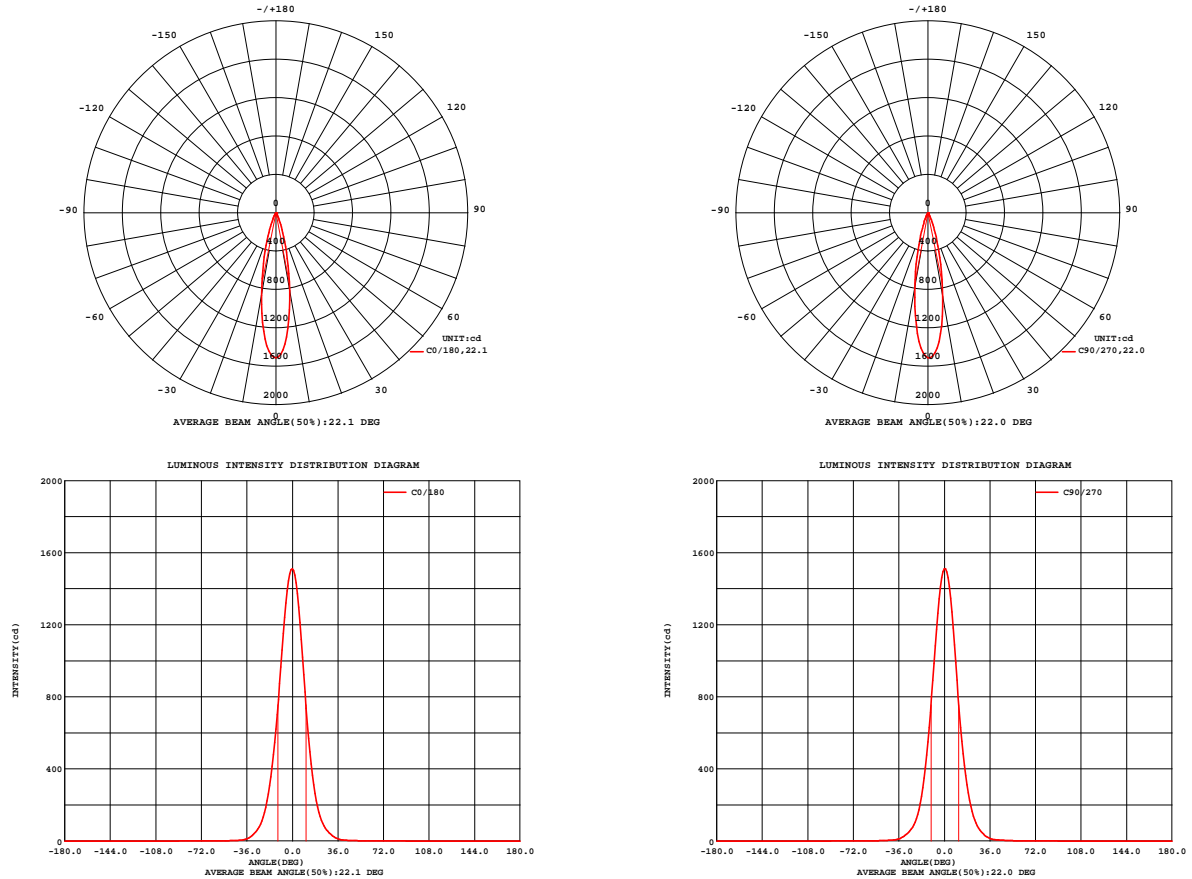 -/+180
-150
150
-120
120
-90
90
0
400
800
1200
1600
2000
-60
60
UNIT:cd
C0/180,22.1
-30
30
0
AVERAGE BEAM ANGLE(50%):22.1 DEG
-/+180
-150
150
-120
120
-90
90
0
400
800
1200
1600
2000
-60
60
UNIT:cd
C90/270,22.0
-30
30
0
AVERAGE BEAM ANGLE(50%):22.0 DEG
LUMINOUS INTENSITY DISTRIBUTION DIAGRAM
C0/180
2000
1600
1200
800
400
0
INTENSITY(cd)
-180.0 -144.0 -108.0 -72.0 -36.0 0.0 36.0 72.0 108.0 144.0 180.0
ANGLE(DEG)
AVERAGE BEAM ANGLE(50%):22.1 DEG
LUMINOUS INTENSITY DISTRIBUTION DIAGRAM
C90/270
2000
1600
1200
800
400
0
INTENSITY(cd)
-180.0 -144.0 -108.0 -72.0 -36.0 0.0 36.0 72.0 108.0 144.0 180.0
ANGLE(DEG)
AVERAGE BEAM ANGLE(50%):22.0 DEG